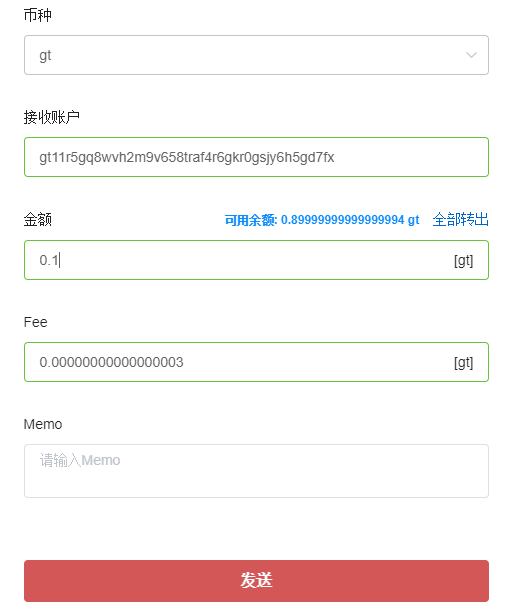 币种
gt
接收账户
gt11r5gq8wvh2m9v658traf4r6gkr0gsjy6h5gd7fx
金额 可用余额: 0.89999999999999994 gt 全部转出
0.1 [gt]
Fee
0.00000000000000003 [gt]
Memo
请输入Memo
发送